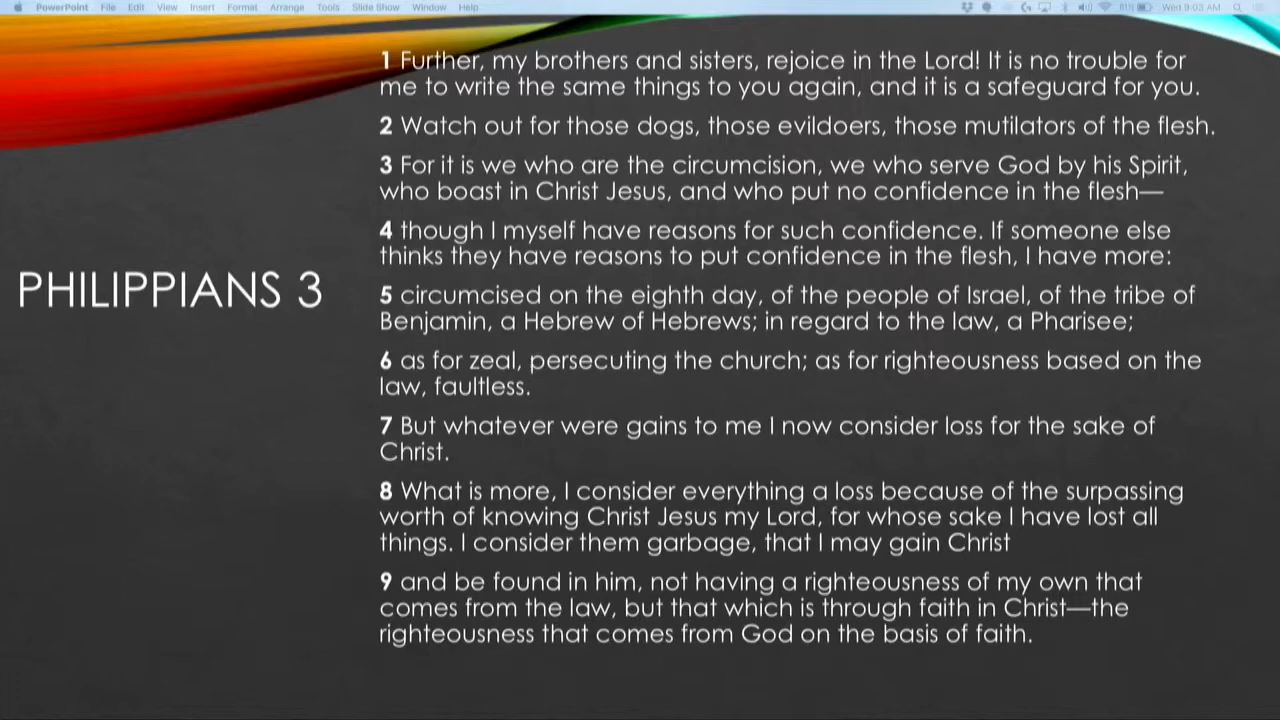 PowerPoint File Edit View Insert Format Arrange Tools Slide Show Window Help 81% Wed 9:03 AM
1 Further, my brothers and sisters, rejoice in the Lord! It is no trouble for
me to write the same things to you again, and it is a safeguard for you.
2 Watch out for those dogs, those evildoers, those mutilators of the flesh.
3 For it is we who are the circumcision, we who serve God by his Spirit,
who boast in Christ Jesus, and who put no confidence in the flesh—
4 though I myself have reasons for such confidence. If someone else
thinks they have reasons to put confidence in the flesh, I have more:
PHILIPPIANS 3
5 circumcised on the eighth day, of the people of Israel, of the tribe of
Benjamin, a Hebrew of Hebrews; in regard to the law, a Pharisee;
6 as for zeal, persecuting the church; as for righteousness based on the
law, faultless.
7 But whatever were gains to me I now consider loss for the sake of
Christ.
8 What is more, I consider everything a loss because of the surpassing
worth of knowing Christ Jesus my Lord, for whose sake I have lost all
things. I consider them garbage, that I may gain Christ
9 and be found in him, not having a righteousness of my own that
comes from the law, but that which is through faith in Christ—the
righteousness that comes from God on the basis of faith.